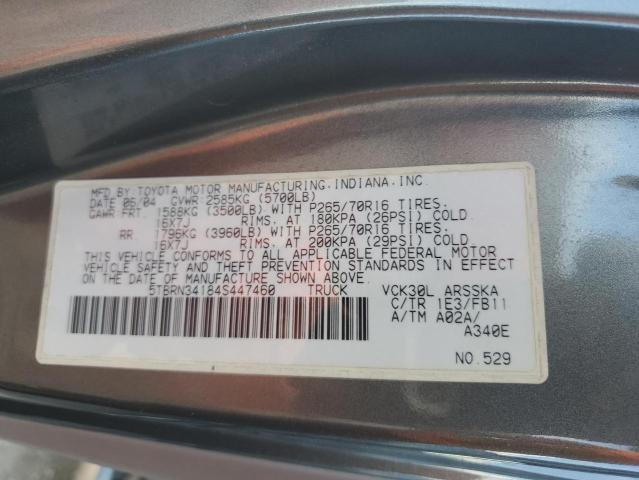 MFD.BY:TOYOTA MOTOR MANUFACTURING,INDIANA,INC.
DATE 06/04 GVWR 2585KG (5700LB)
GAWR FRT. 1588KG (3500LB) WITH P265/70R16 TIRES.
16X7J RIMS, AT 180KPA (26PSI) COLD
RR 1796KG (3960LB) WITH P265/70R16 TIRES.
16X7J RIMS, AT 200KPA (29PSI) COLD.
THIS VEHICLE CONFORMS TO ALL APPLICABLE FEDERAL MOTOR
VEHICLE SAFETY AND THEFT PREVENTION STANDARDS IN EFFECT
ON THE DATE OF MANUFACTURE SHOWN ABOVE.
5TBRN34184S447460 TRUCK VCK30L ARSSKA
C/TR 1E3/FB11
A/TM A02A/
A340E
NO.529